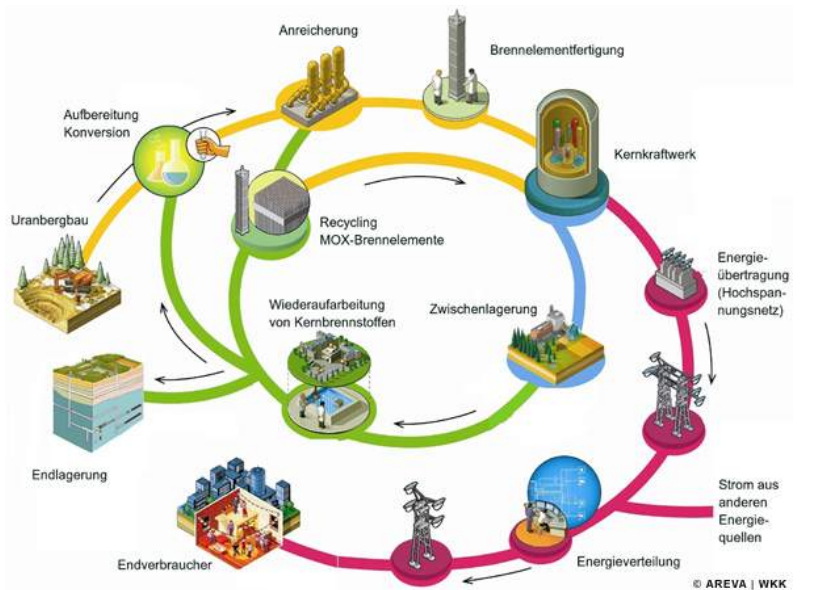 Anreicherung
Brennelementfertigung
Aufbereitung
Konversion
Kernkraftwerk
Uranbergbau
Recycling
MOX-Brennelemente
Energie-
übertragung
(Hochspan-
nungsnetz)
Wiederaufarbeitung
von Kernbrennstoffen
Zwischenlagerung
Endlagerung
Strom aus
anderen
Energie-
quellen
Endverbraucher
Energieverteilung
© AREVA | WKK